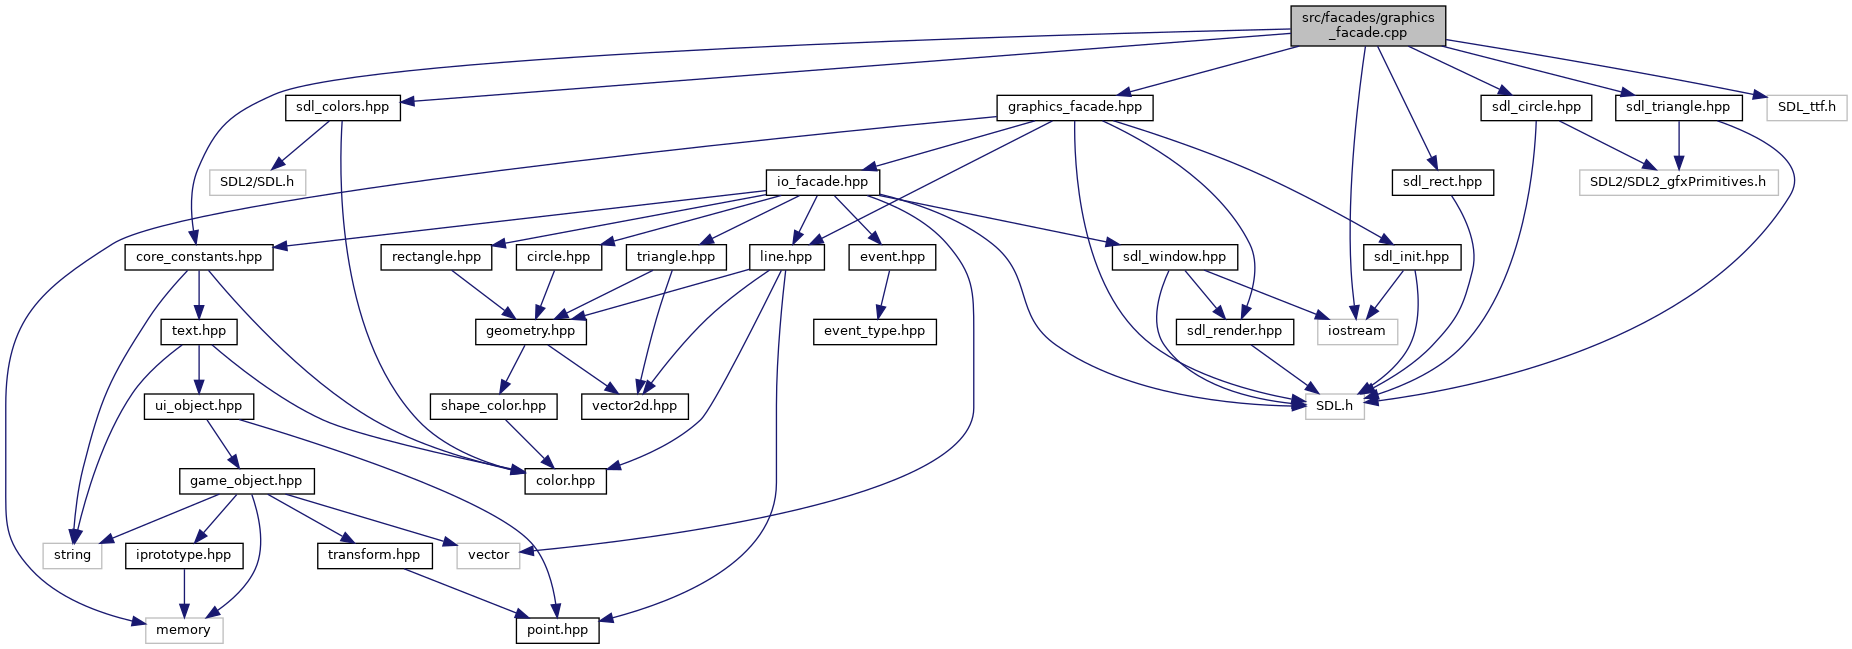 src/facades/graphics
_facade.cpp
sdl_colors.hpp
graphics_facade.hpp
sdl_circle.hpp
sdl_triangle.hpp
SDL_ttf.h
SDL2/SDL.h
io_facade.hpp
sdl_rect.hpp
SDL2/SDL2_gfxPrimitives.h
core_constants.hpp
rectangle.hpp
circle.hpp
triangle.hpp
line.hpp
event.hpp
sdl_window.hpp
sdl_init.hpp
text.hpp
geometry.hpp
event_type.hpp
sdl_render.hpp
iostream
ui_object.hpp
shape_color.hpp
vector2d.hpp
SDL.h
game_object.hpp
color.hpp
string
iprototype.hpp
transform.hpp
vector
memory
point.hpp